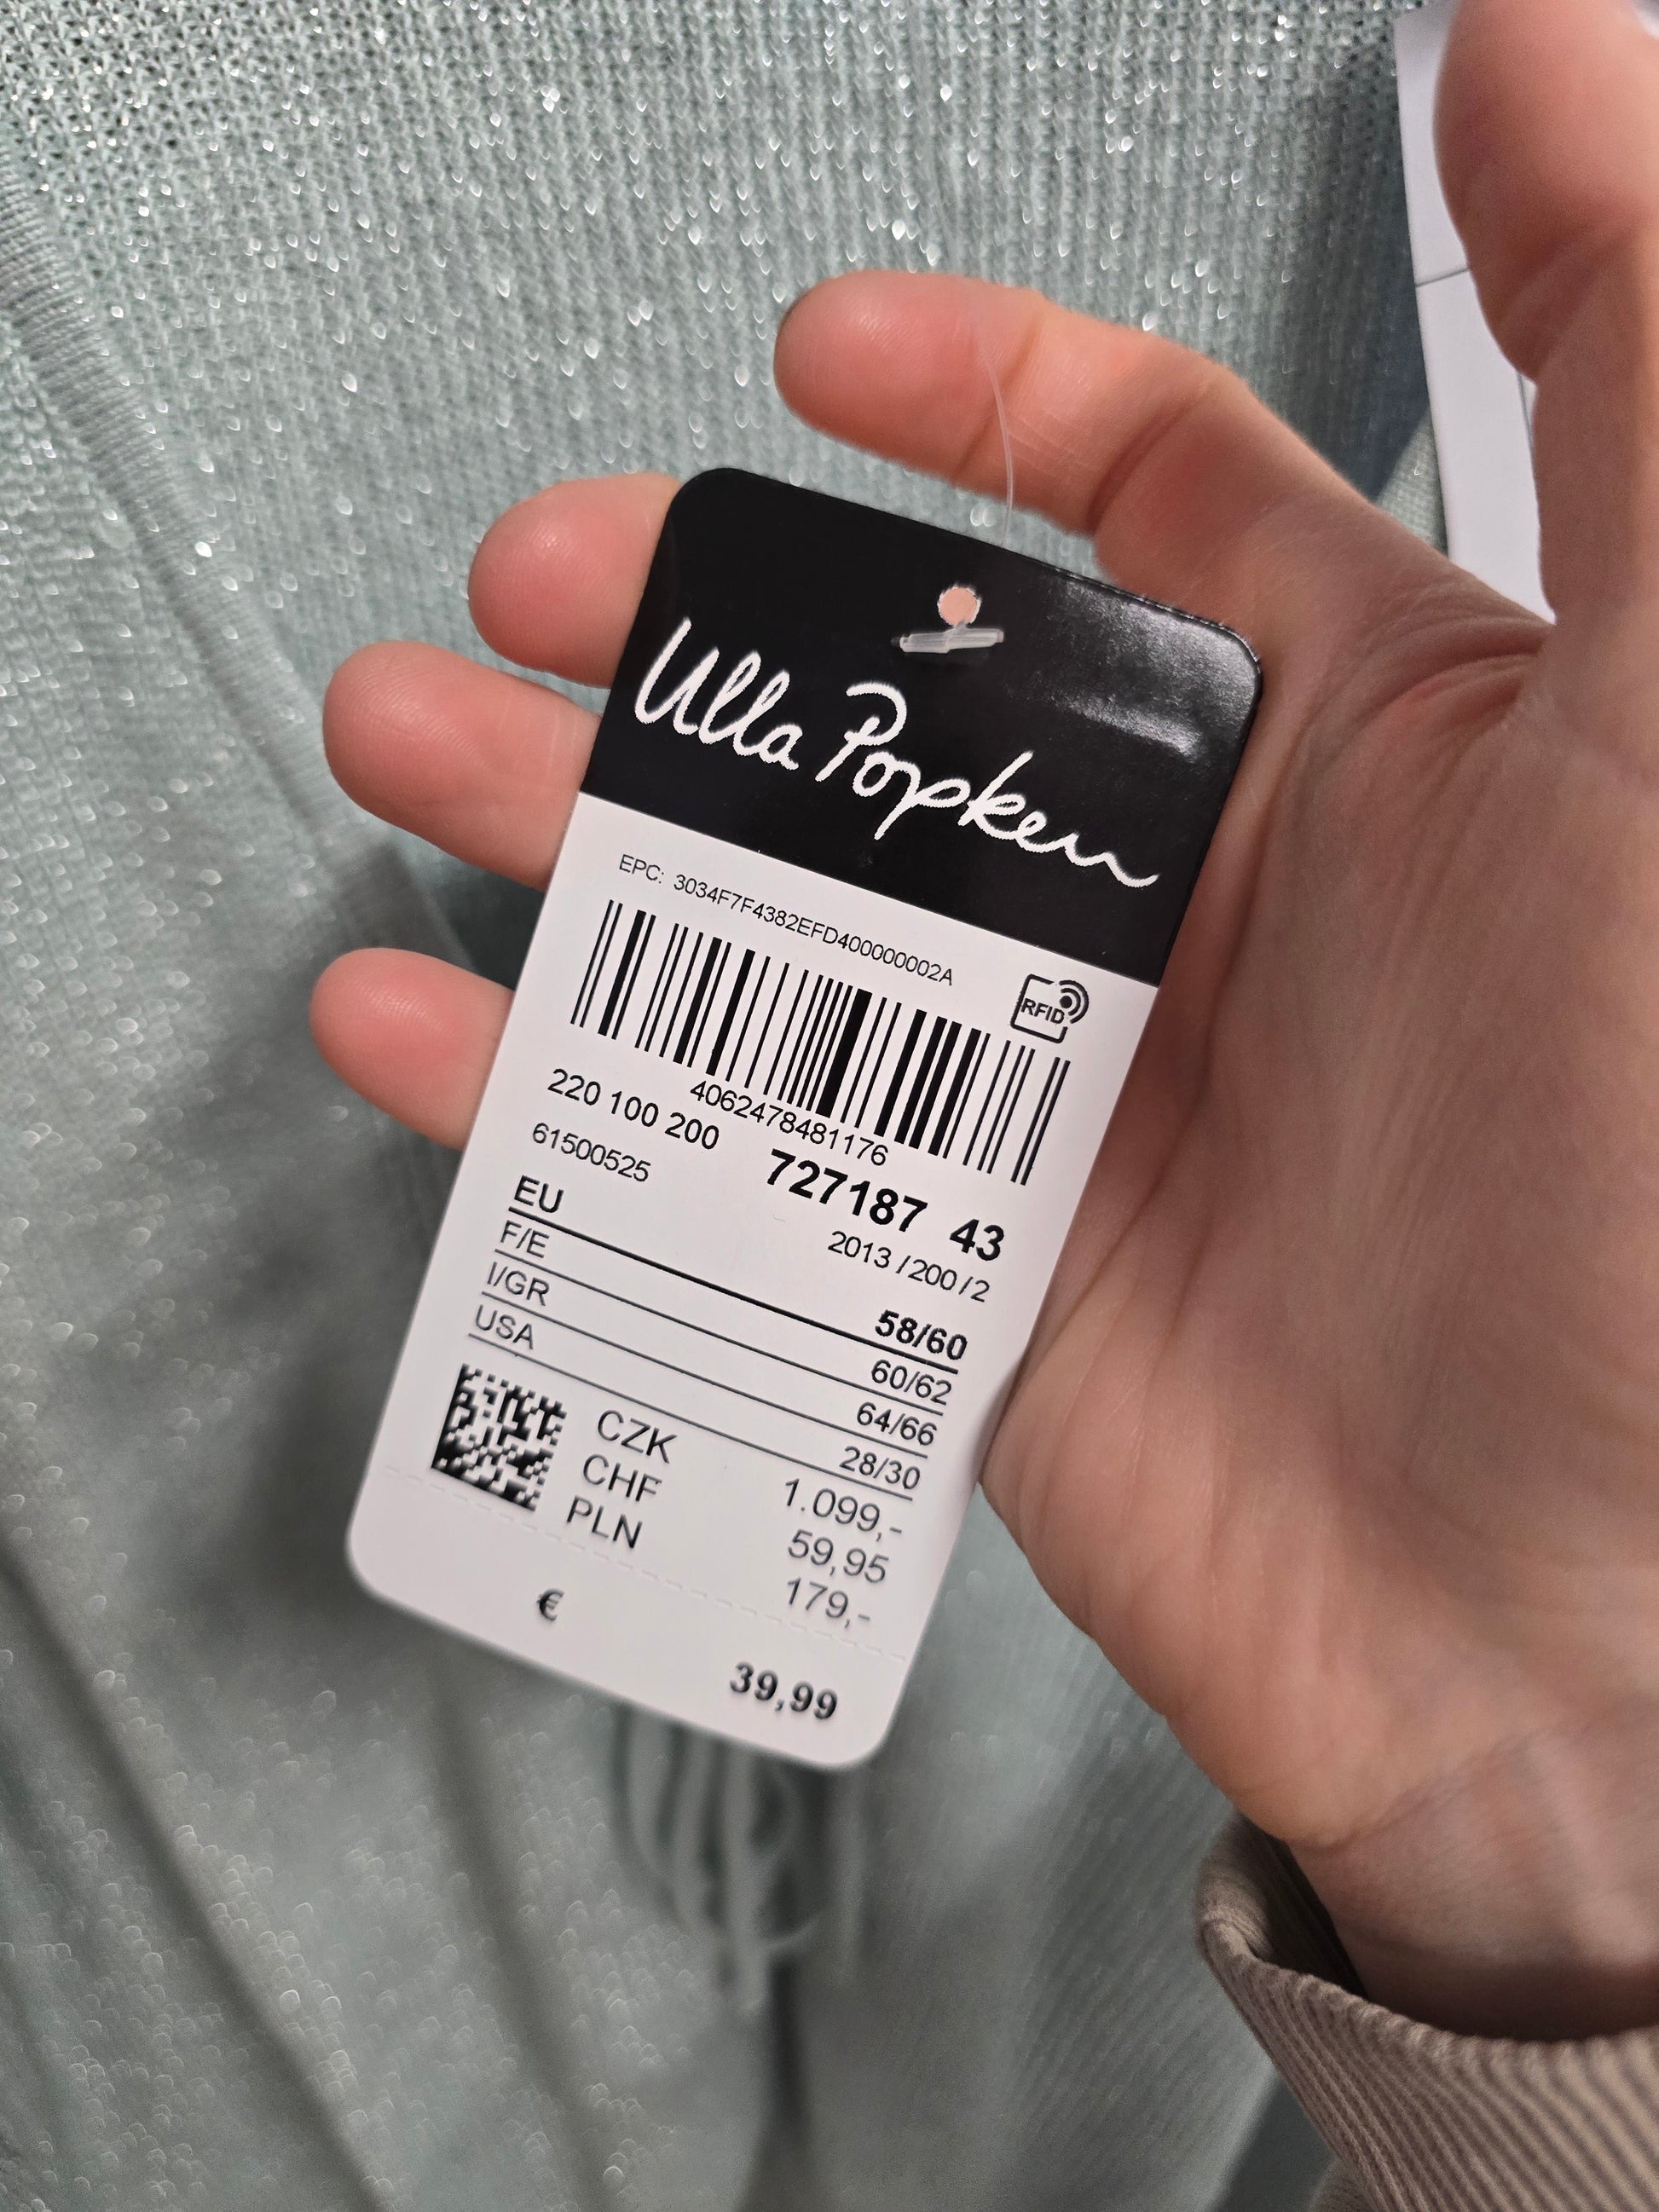 Ulla Popken
EPC: 3034F7F4382EFD400000002A
RFID
4062478481176
220 100 200
727187 43
61500525
2013 / 200 / 2
EU 58/60
F/E 60/62
I/GR 64/66
USA 28/30
CZK 1.099,-
CHF 59,95
PLN 179,-
€ 39,99